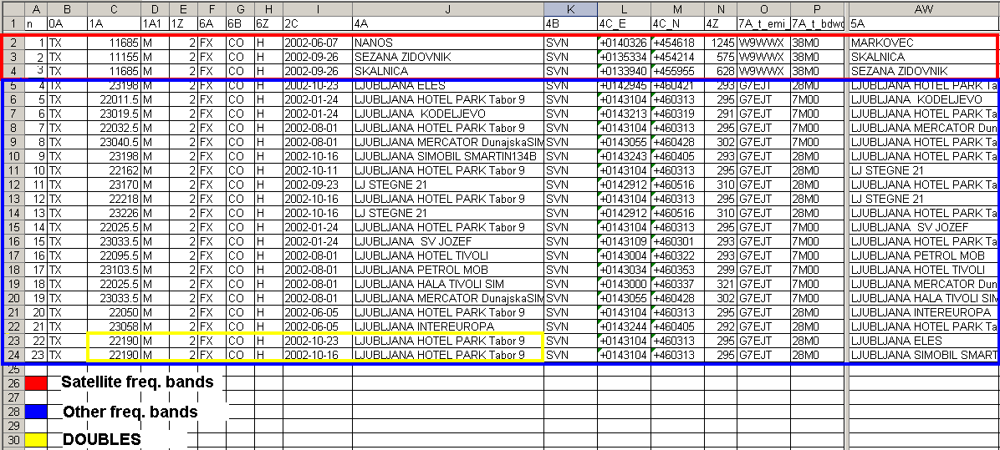 A B C D E F G H I J K L M N O P AW
1 n 0A 1A 1A1 1Z 6A 6B 6Z 2C 4A 4B 4C_E 4C_N 4Z 7A_t_emi_ 7A_t_bdwd 5A
2 1 TX 11685 M 2 FX CO H 2002-06-07 NANOS SVN +0140326 +454618 1245 W9WWX 38M0 MARKOVEC
3 2 TX 11155 M 2 FX CO H 2002-09-26 SEZANA ZIDOVNIK SVN +0135334 +454214 575 W9WWX 38M0 SKALNICA
4 3 TX 11685 M 2 FX CO H 2002-09-26 SKALNICA SVN +0133940 +455955 628 W9WWX 38M0 SEZANA ZIDOVNIK
5 4 TX 23198 M 2 FX CO H 2002-10-23 LJUBLJANA ELES SVN +0142945 +460421 293 G7EJT 28M0 LJUBLJANA HOTEL PARK Ta
6 5 TX 22011.5 M 2 FX CO H 2002-01-24 LJUBLJANA HOTEL PARK Tabor 9 SVN +0143104 +460313 295 G7EJT 7M00 LJUBLJANA KODELJEVO
7 6 TX 23019.5 M 2 FX CO H 2002-01-24 LJUBLJANA KODELJEVO SVN +0143213 +460319 291 G7EJT 7M00 LJUBLJANA HOTEL PARK Ta
8 7 TX 22032.5 M 2 FX CO H 2002-08-01 LJUBLJANA HOTEL PARK Tabor 9 SVN +0143104 +460313 295 G7EJT 7M00 LJUBLJANA MERCATOR Dun
9 8 TX 23040.5 M 2 FX CO H 2002-08-01 LJUBLJANA MERCATOR DunajskaSIM SVN +0143055 +460428 302 G7EJT 7M00 LJUBLJANA HOTEL PARK Ta
10 9 TX 23198 M 2 FX CO H 2002-10-16 LJUBLJANA SIMOBIL SMARTIN134B SVN +0143243 +460405 293 G7EJT 28M0 LJUBLJANA HOTEL PARK Ta
11 10 TX 22162 M 2 FX CO H 2002-10-11 LJUBLJANA HOTEL PARK Tabor 9 SVN +0143104 +460313 295 G7EJT 28M0 LJ STEGNE 21
12 11 TX 23170 M 2 FX CO H 2002-09-23 LJ STEGNE 21 SVN +0142912 +460516 310 G7EJT 28M0 LJUBLJANA HOTEL PARK Ta
13 12 TX 22218 M 2 FX CO H 2002-10-16 LJUBLJANA HOTEL PARK Tabor 9 SVN +0143104 +460313 295 G7EJT 28M0 LJ STEGNE 21
14 13 TX 23226 M 2 FX CO H 2002-10-16 LJ STEGNE 21 SVN +0142912 +460516 310 G7EJT 28M0 LJUBLJANA HOTEL PARK Ta
15 14 TX 22025.5 M 2 FX CO H 2002-01-24 LJUBLJANA HOTEL PARK Tabor 9 SVN +0143104 +460313 295 G7EJT 7M00 LJUBLJANA SV JOZEF
16 15 TX 23033.5 M 2 FX CO H 2002-01-24 LJUBLJANA SV JOZEF SVN +0143109 +460301 293 G7EJT 7M00 LJUBLJANA HOTEL PARK Ta
17 16 TX 22095.5 M 2 FX CO H 2002-08-01 LJUBLJANA HOTEL TIVOLI SVN +0143004 +460322 293 G7EJT 7M00 LJUBLJANA PETROL MOB
18 17 TX 23103.5 M 2 FX CO H 2002-08-01 LJUBLJANA PETROL MOB SVN +0143034 +460353 299 G7EJT 7M00 LJUBLJANA HOTEL TIVOLI
19 18 TX 22025.5 M 2 FX CO H 2002-08-01 LJUBLJANA HALA TIVOLI SIM SVN +0143000 +460337 321 G7EJT 7M00 LJUBLJANA MERCATOR Dun
20 19 TX 23033.5 M 2 FX CO H 2002-08-01 LJUBLJANA MERCATOR DunajskaSIM SVN +0143055 +460428 302 G7EJT 7M00 LJUBLJANA HALA TIVOLI SIM
21 20 TX 22050 M 2 FX CO H 2002-06-05 LJUBLJANA HOTEL PARK Tabor 9 SVN +0143104 +460313 295 G7EJT 28M0 LJUBLJANA INTEREUROPA
22 21 TX 23058 M 2 FX CO H 2002-06-05 LJUBLJANA INTEREUROPA SVN +0143244 +460405 292 G7EJT 28M0 LJUBLJANA HOTEL PARK Ta
23 22 TX 22190 M 2 FX CO H 2002-10-23 LJUBLJANA HOTEL PARK Tabor 9 SVN +0143104 +460313 295 G7EJT 28M0 LJUBLJANA ELES
24 23 TX 22190 M 2 FX CO H 2002-10-16 LJUBLJANA HOTEL PARK Tabor 9 SVN +0143104 +460313 295 G7EJT 28M0 LJUBLJANA SIMOBIL SMART
25
26 Satellite freq. bands
27
28 Other freq. bands
29
30 DOUBLES